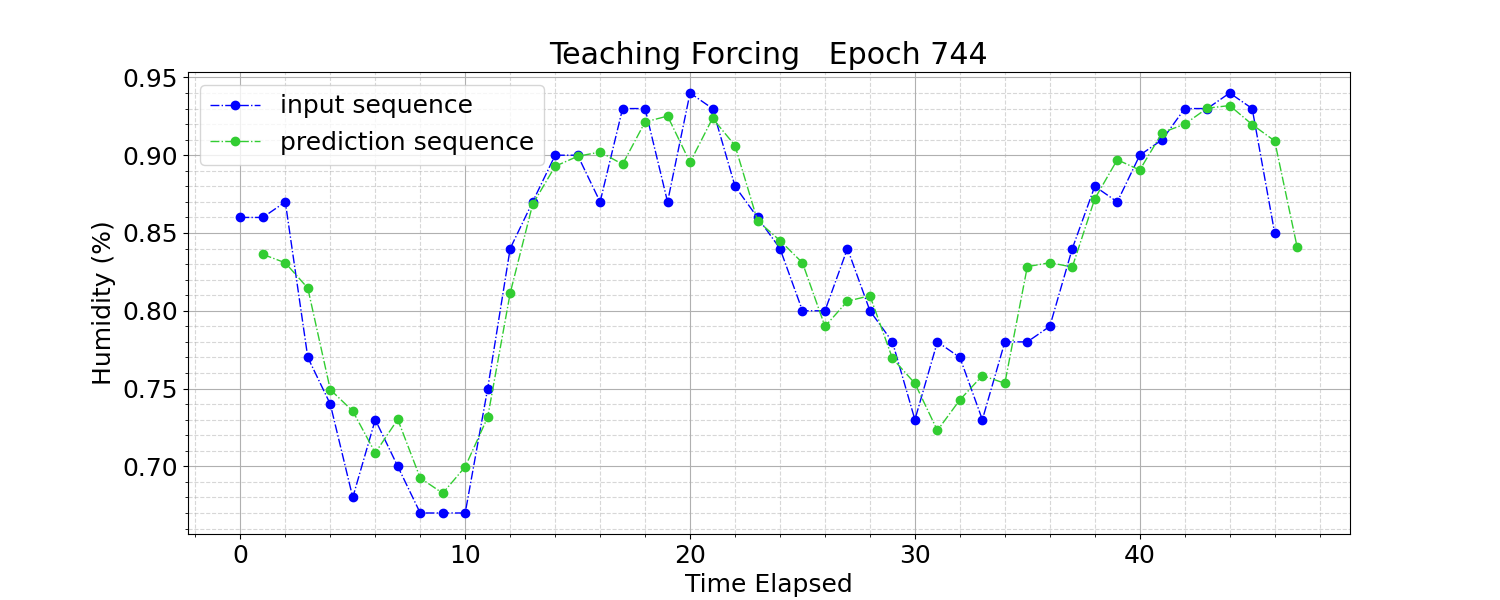 Teaching Forcing   Epoch 744
input sequence
prediction sequence
Humidity (%)
0.95
0.90
0.85
0.80
0.75
0.70
0 10 20 30 40
Time Elapsed